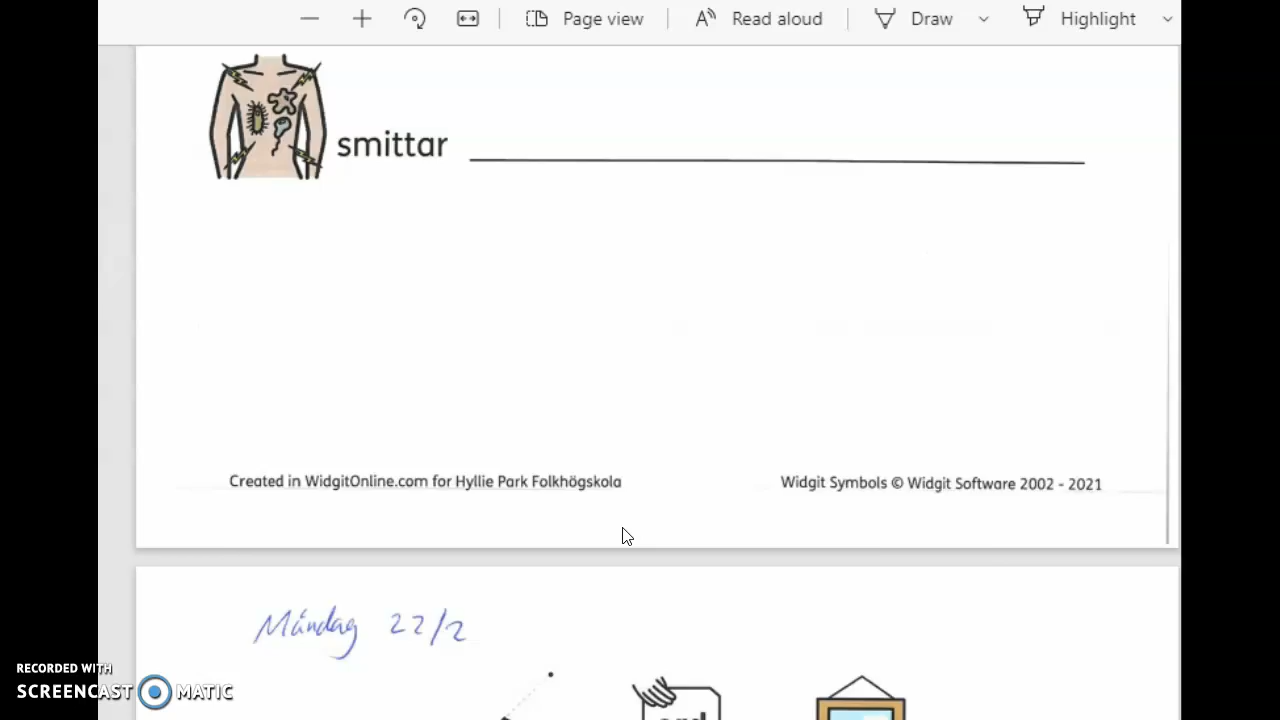 Page view Read aloud Draw Highlight
smittar
Created in WidgitOnline.com for Hyllie Park Folkhögskola
Widgit Symbols © Widgit Software 2002 - 2021
Måndag 22/2
RECORDED WITH
SCREENCAST MATIC